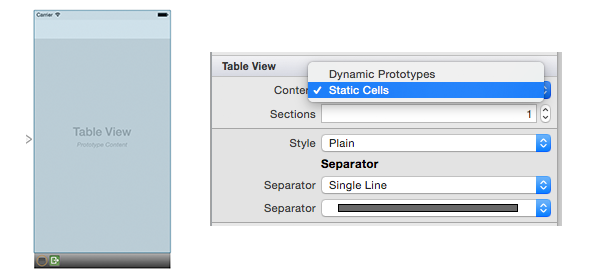 Carrier
Table View
Prototype Content
Table View
Conten
Dynamic Prototypes
✓ Static Cells
Sections 1
Style Plain
Separator
Separator Single Line
Separator